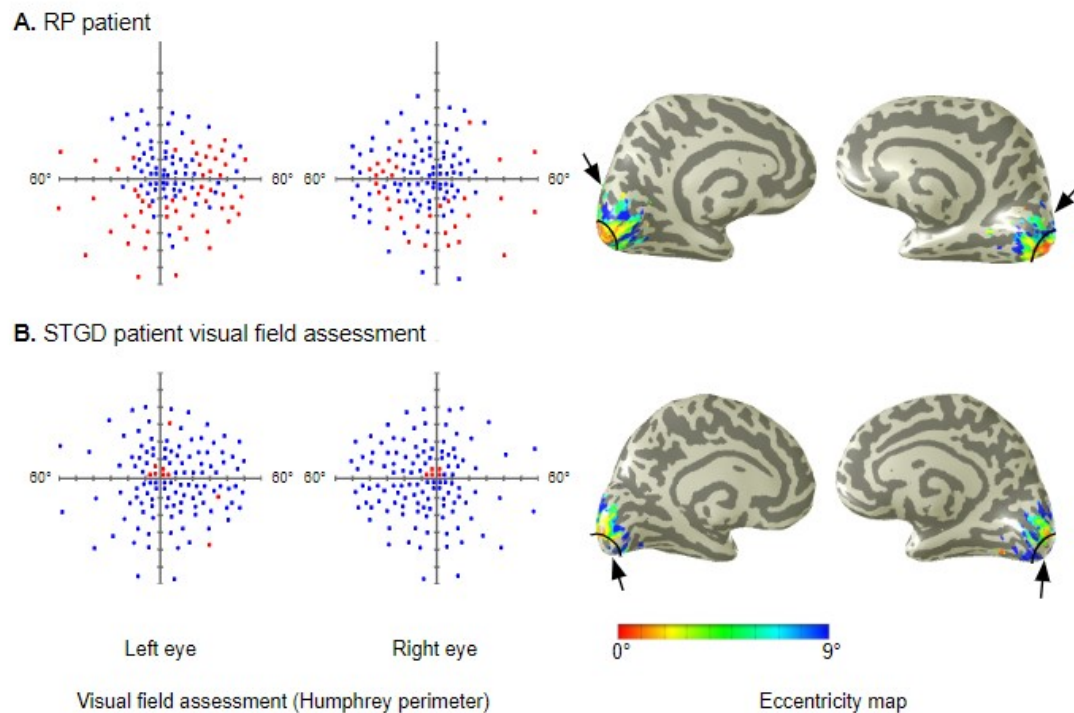 A. RP patient
60° 60° 60° 60°
B. STGD patient visual field assessment
60° 60° 60° 60°
0° 9°
Left eye Right eye
Visual field assessment (Humphrey perimeter) Eccentricity map